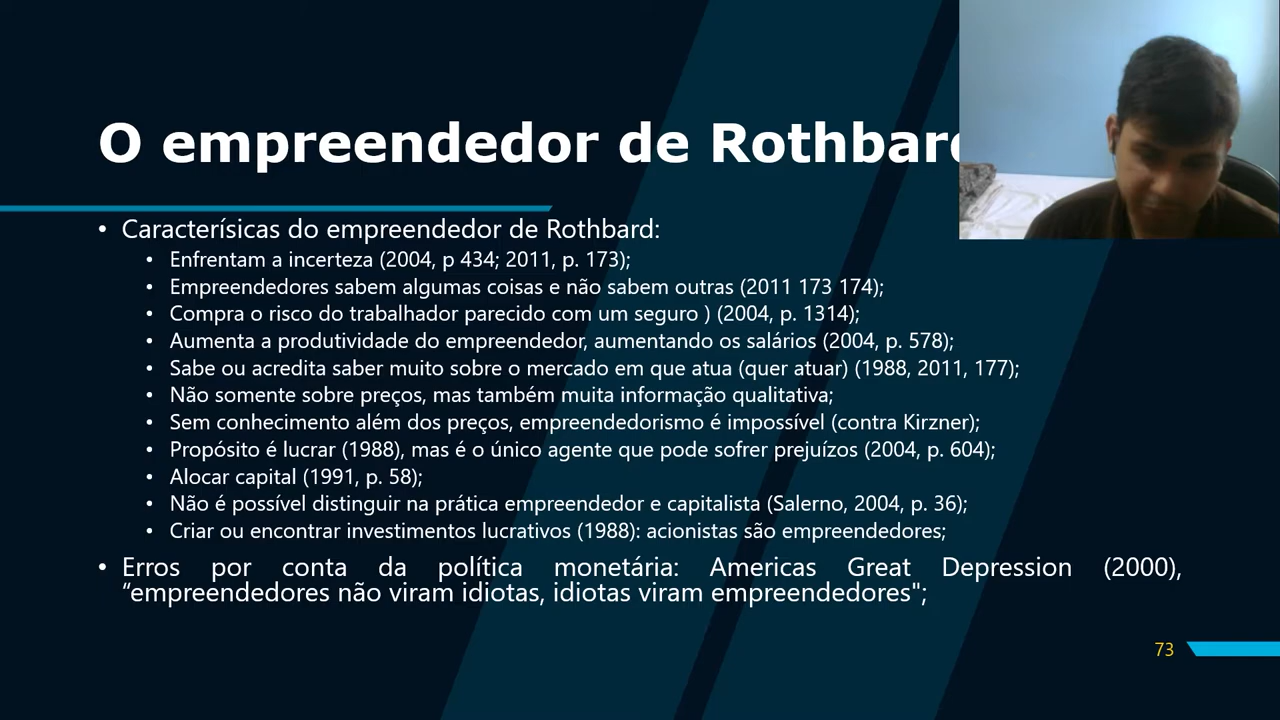 O empreendedor de Rothbard
• Caracterísicas do empreendedor de Rothbard:
• Enfrentam a incerteza (2004, p 434; 2011, p. 173);
• Empreendedores sabem algumas coisas e não sabem outras (2011 173 174);
• Compra o risco do trabalhador parecido com um seguro ) (2004, p. 1314);
• Aumenta a produtividade do empreendedor, aumentando os salários (2004, p. 578);
• Sabe ou acredita saber muito sobre o mercado em que atua (quer atuar) (1988, 2011, 177);
• Não somente sobre preços, mas também muita informação qualitativa;
• Sem conhecimento além dos preços, empreendedorismo é impossível (contra Kirzner);
• Propósito é lucrar (1988), mas é o único agente que pode sofrer prejuízos (2004, p. 604);
• Alocar capital (1991, p. 58);
• Não é possível distinguir na prática empreendedor e capitalista (Salerno, 2004, p. 36);
• Criar ou encontrar investimentos lucrativos (1988): acionistas são empreendedores;
• Erros por conta da política monetária: Americas Great Depression (2000),
“empreendedores não viram idiotas, idiotas viram empreendedores";
73